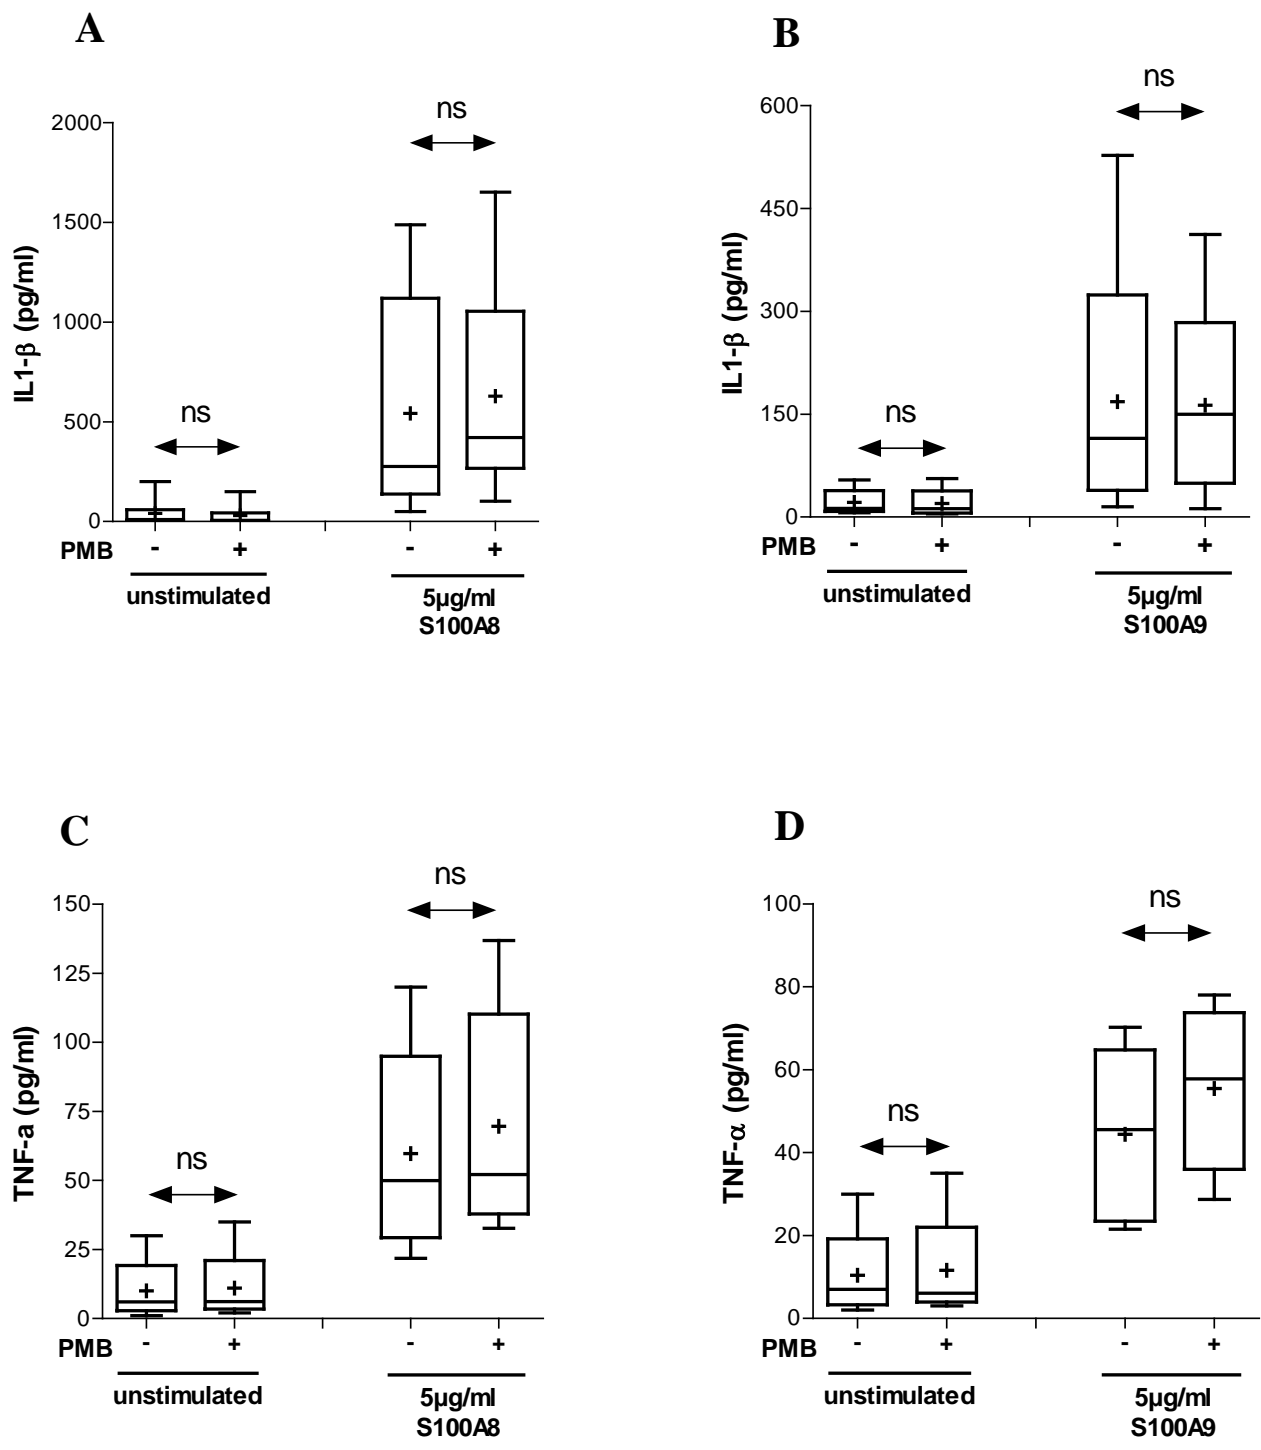 A
ns
2000
1500
1000
500
0
IL1-β (pg/ml)
ns
PMB - + - +
unstimulated
5µg/ml
S100A8
B
ns
600
450
300
150
0
IL1-β (pg/ml)
ns
PMB - + - +
unstimulated
5µg/ml
S100A9
C
ns
150
125
100
75
50
25
0
TNF-a (pg/ml)
ns
PMB - + - +
unstimulated
5µg/ml
S100A8
D
ns
100
80
60
40
20
0
TNF-α (pg/ml)
ns
PMB - + - +
unstimulated
5µg/ml
S100A9